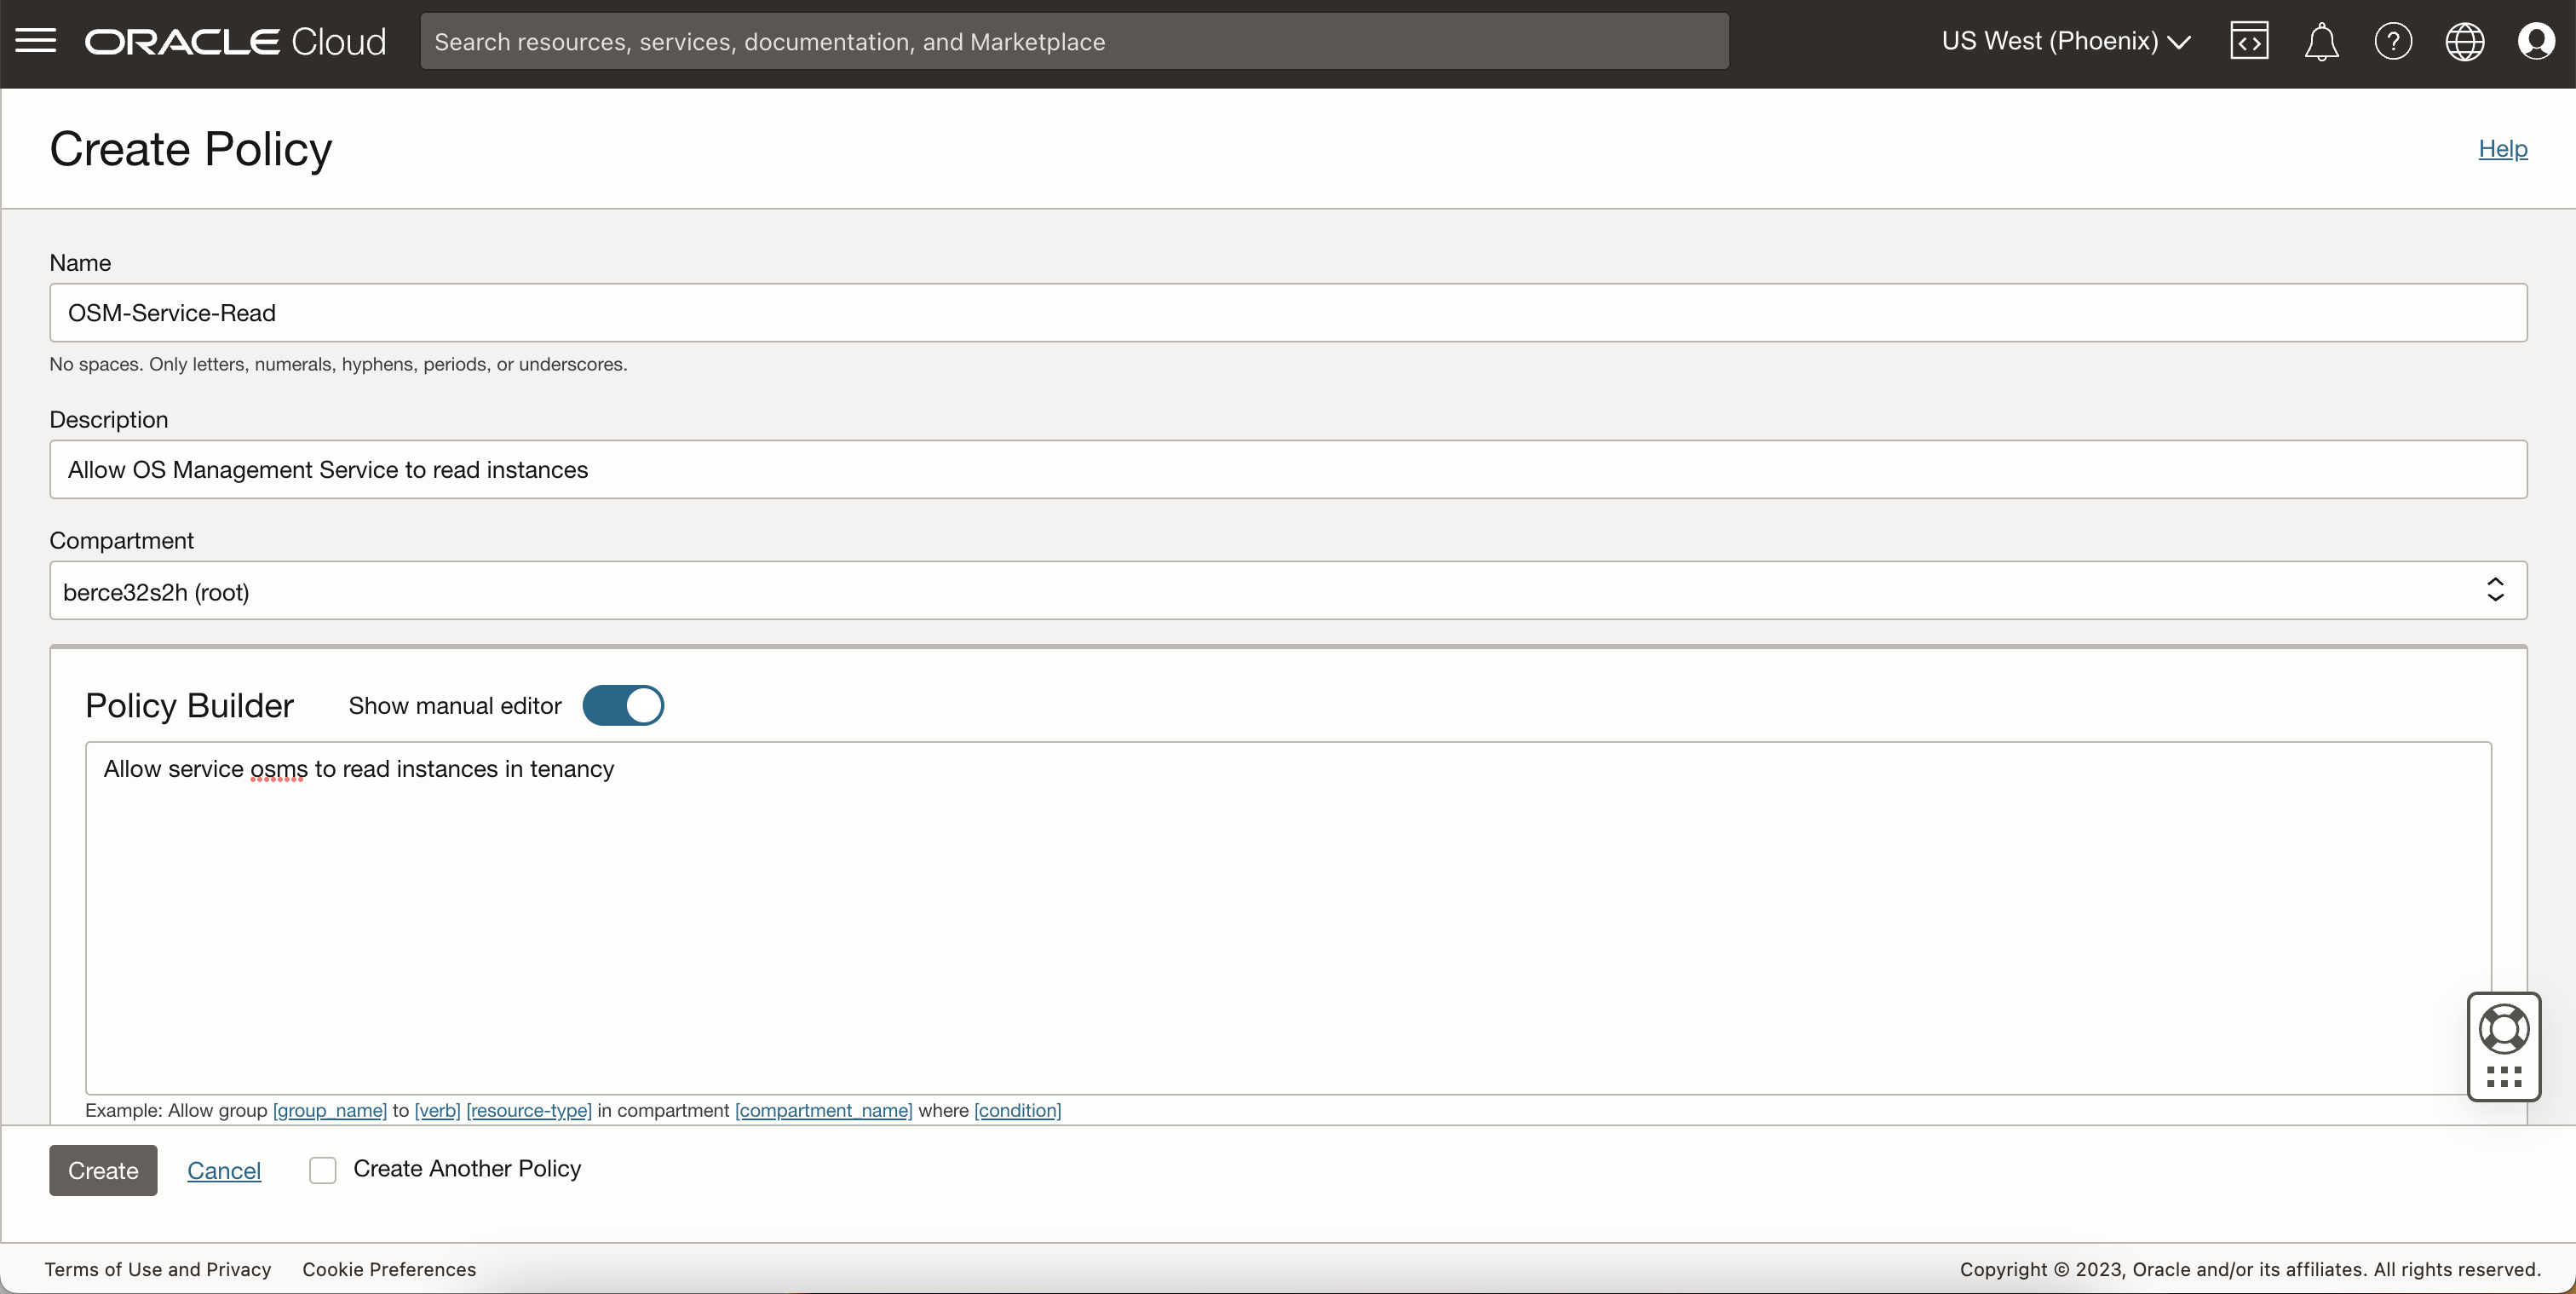 ORACLE Cloud
Search resources, services, documentation, and Marketplace
US West (Phoenix)
Create Policy
Help
Name
OSM-Service-Read
No spaces. Only letters, numerals, hyphens, periods, or underscores.
Description
Allow OS Management Service to read instances
Compartment
berce32s2h (root)
Policy Builder
Show manual editor
Allow service osms to read instances in tenancy
Example: Allow group [group_name] to [verb] [resource-type] in compartment [compartment_name] where [condition]
Create
Cancel
Create Another Policy
Terms of Use and Privacy
Cookie Preferences
Copyright © 2023, Oracle and/or its affiliates. All rights reserved.